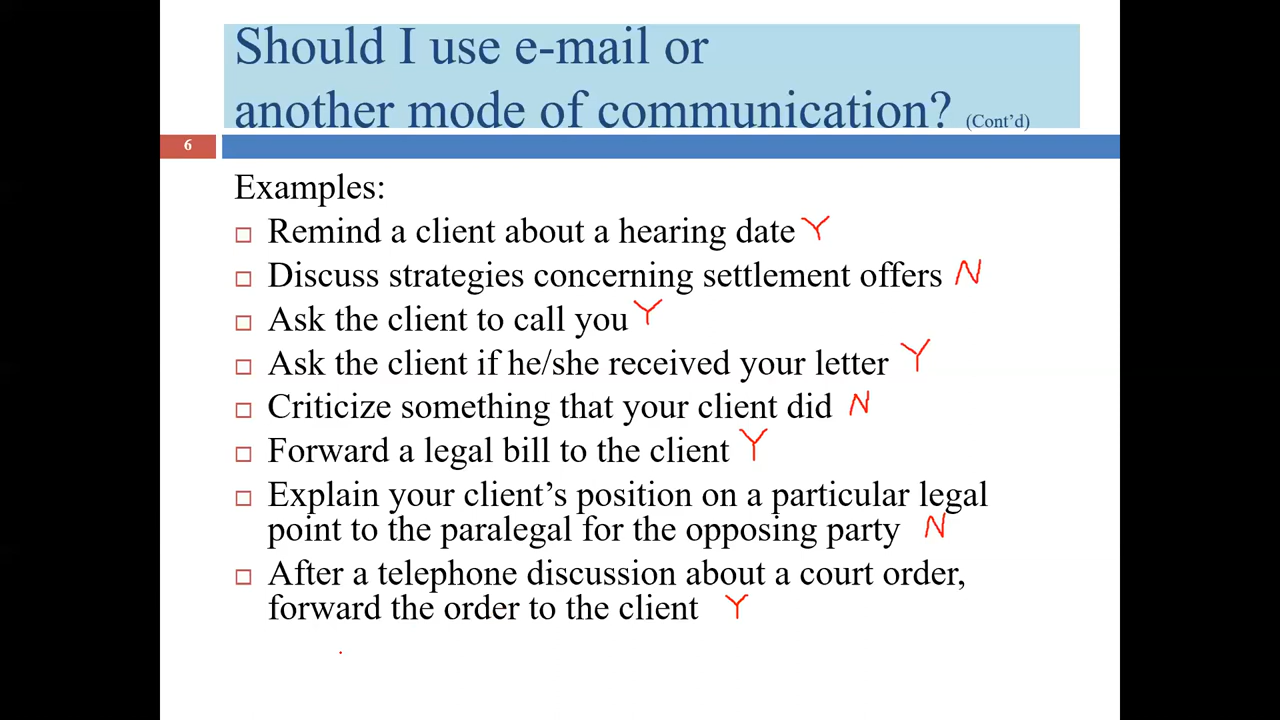 Should I use e-mail or
another mode of communication? (Cont'd)
6
Examples:
Remind a client about a hearing date Y
Discuss strategies concerning settlement offers N
Ask the client to call you Y
Ask the client if he/she received your letter Y
Criticize something that your client did N
Forward a legal bill to the client Y
Explain your client's position on a particular legal
point to the paralegal for the opposing party N
After a telephone discussion about a court order,
forward the order to the client Y